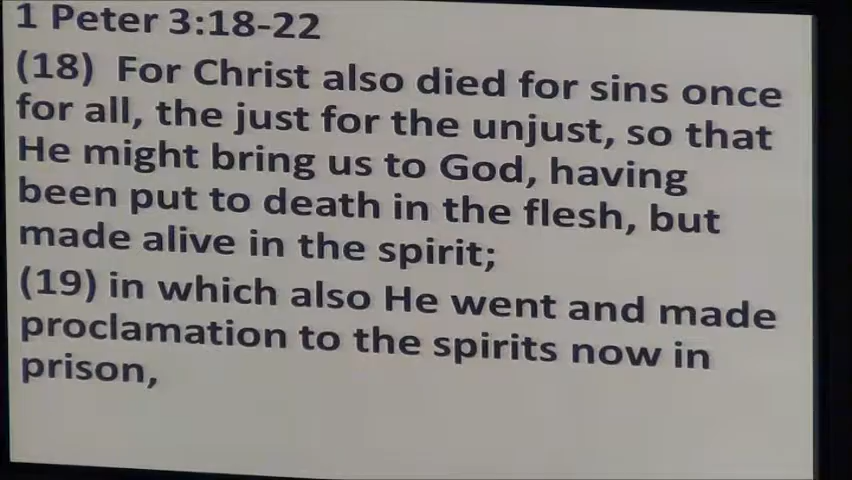 1 Peter 3:18-22
(18) For Christ also died for sins once
for all, the just for the unjust, so that
He might bring us to God, having
been put to death in the flesh, but
made alive in the spirit;
(19) in which also He went and made
proclamation to the spirits now in
prison,